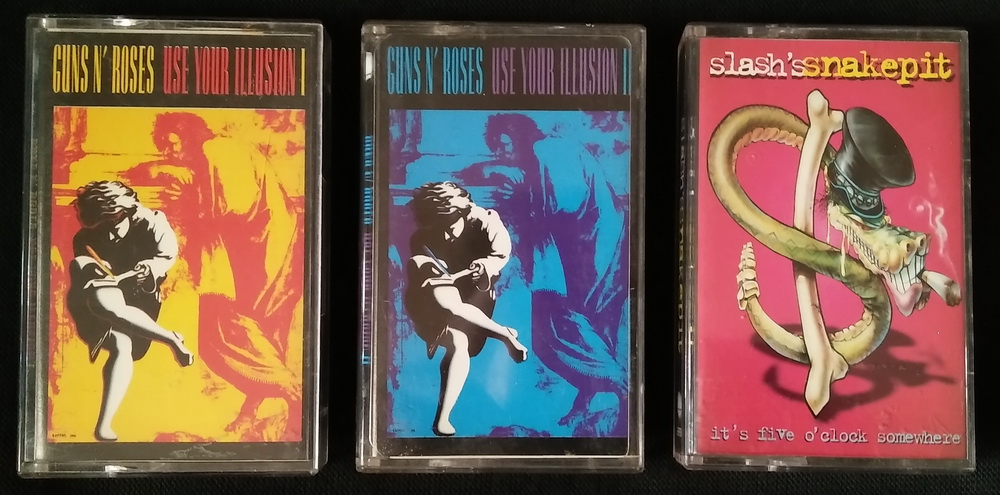 GUNS N' ROSES USE YOUR ILLUSION I
GUNS N' ROSES USE YOUR ILLUSION II
slash's snakepit
it's five o'clock somewhere